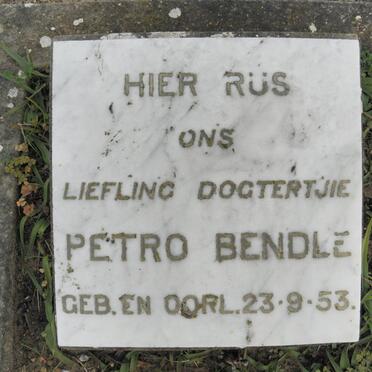 HIER RUS
ONS
LIEFLING DOGTERTJIE
PETRO BENDLE
GEB. EN OORL. 23·9·53.